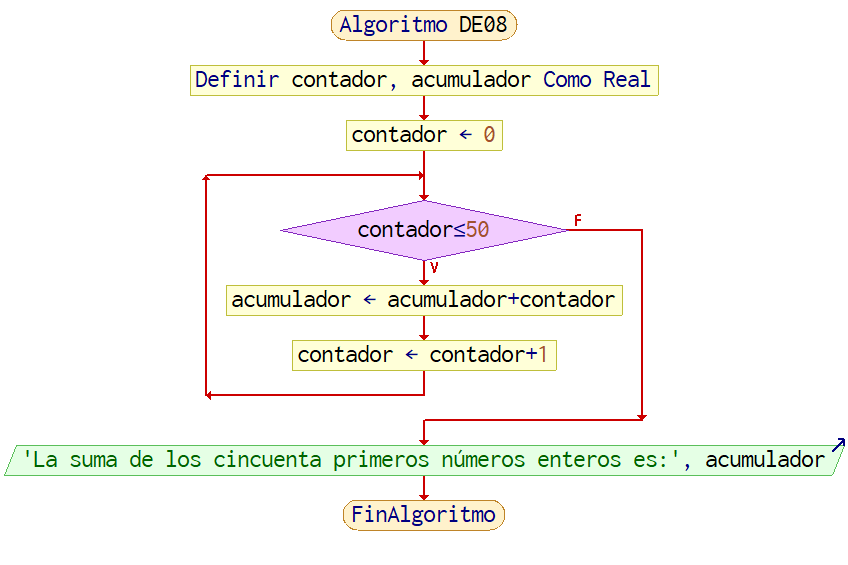 Algoritmo DE08
Definir contador, acumulador Como Real
contador ← 0
contador≤50
F
V
acumulador ← acumulador+contador
contador ← contador+1
'La suma de los cincuenta primeros números enteros es:', acumulador
FinAlgoritmo